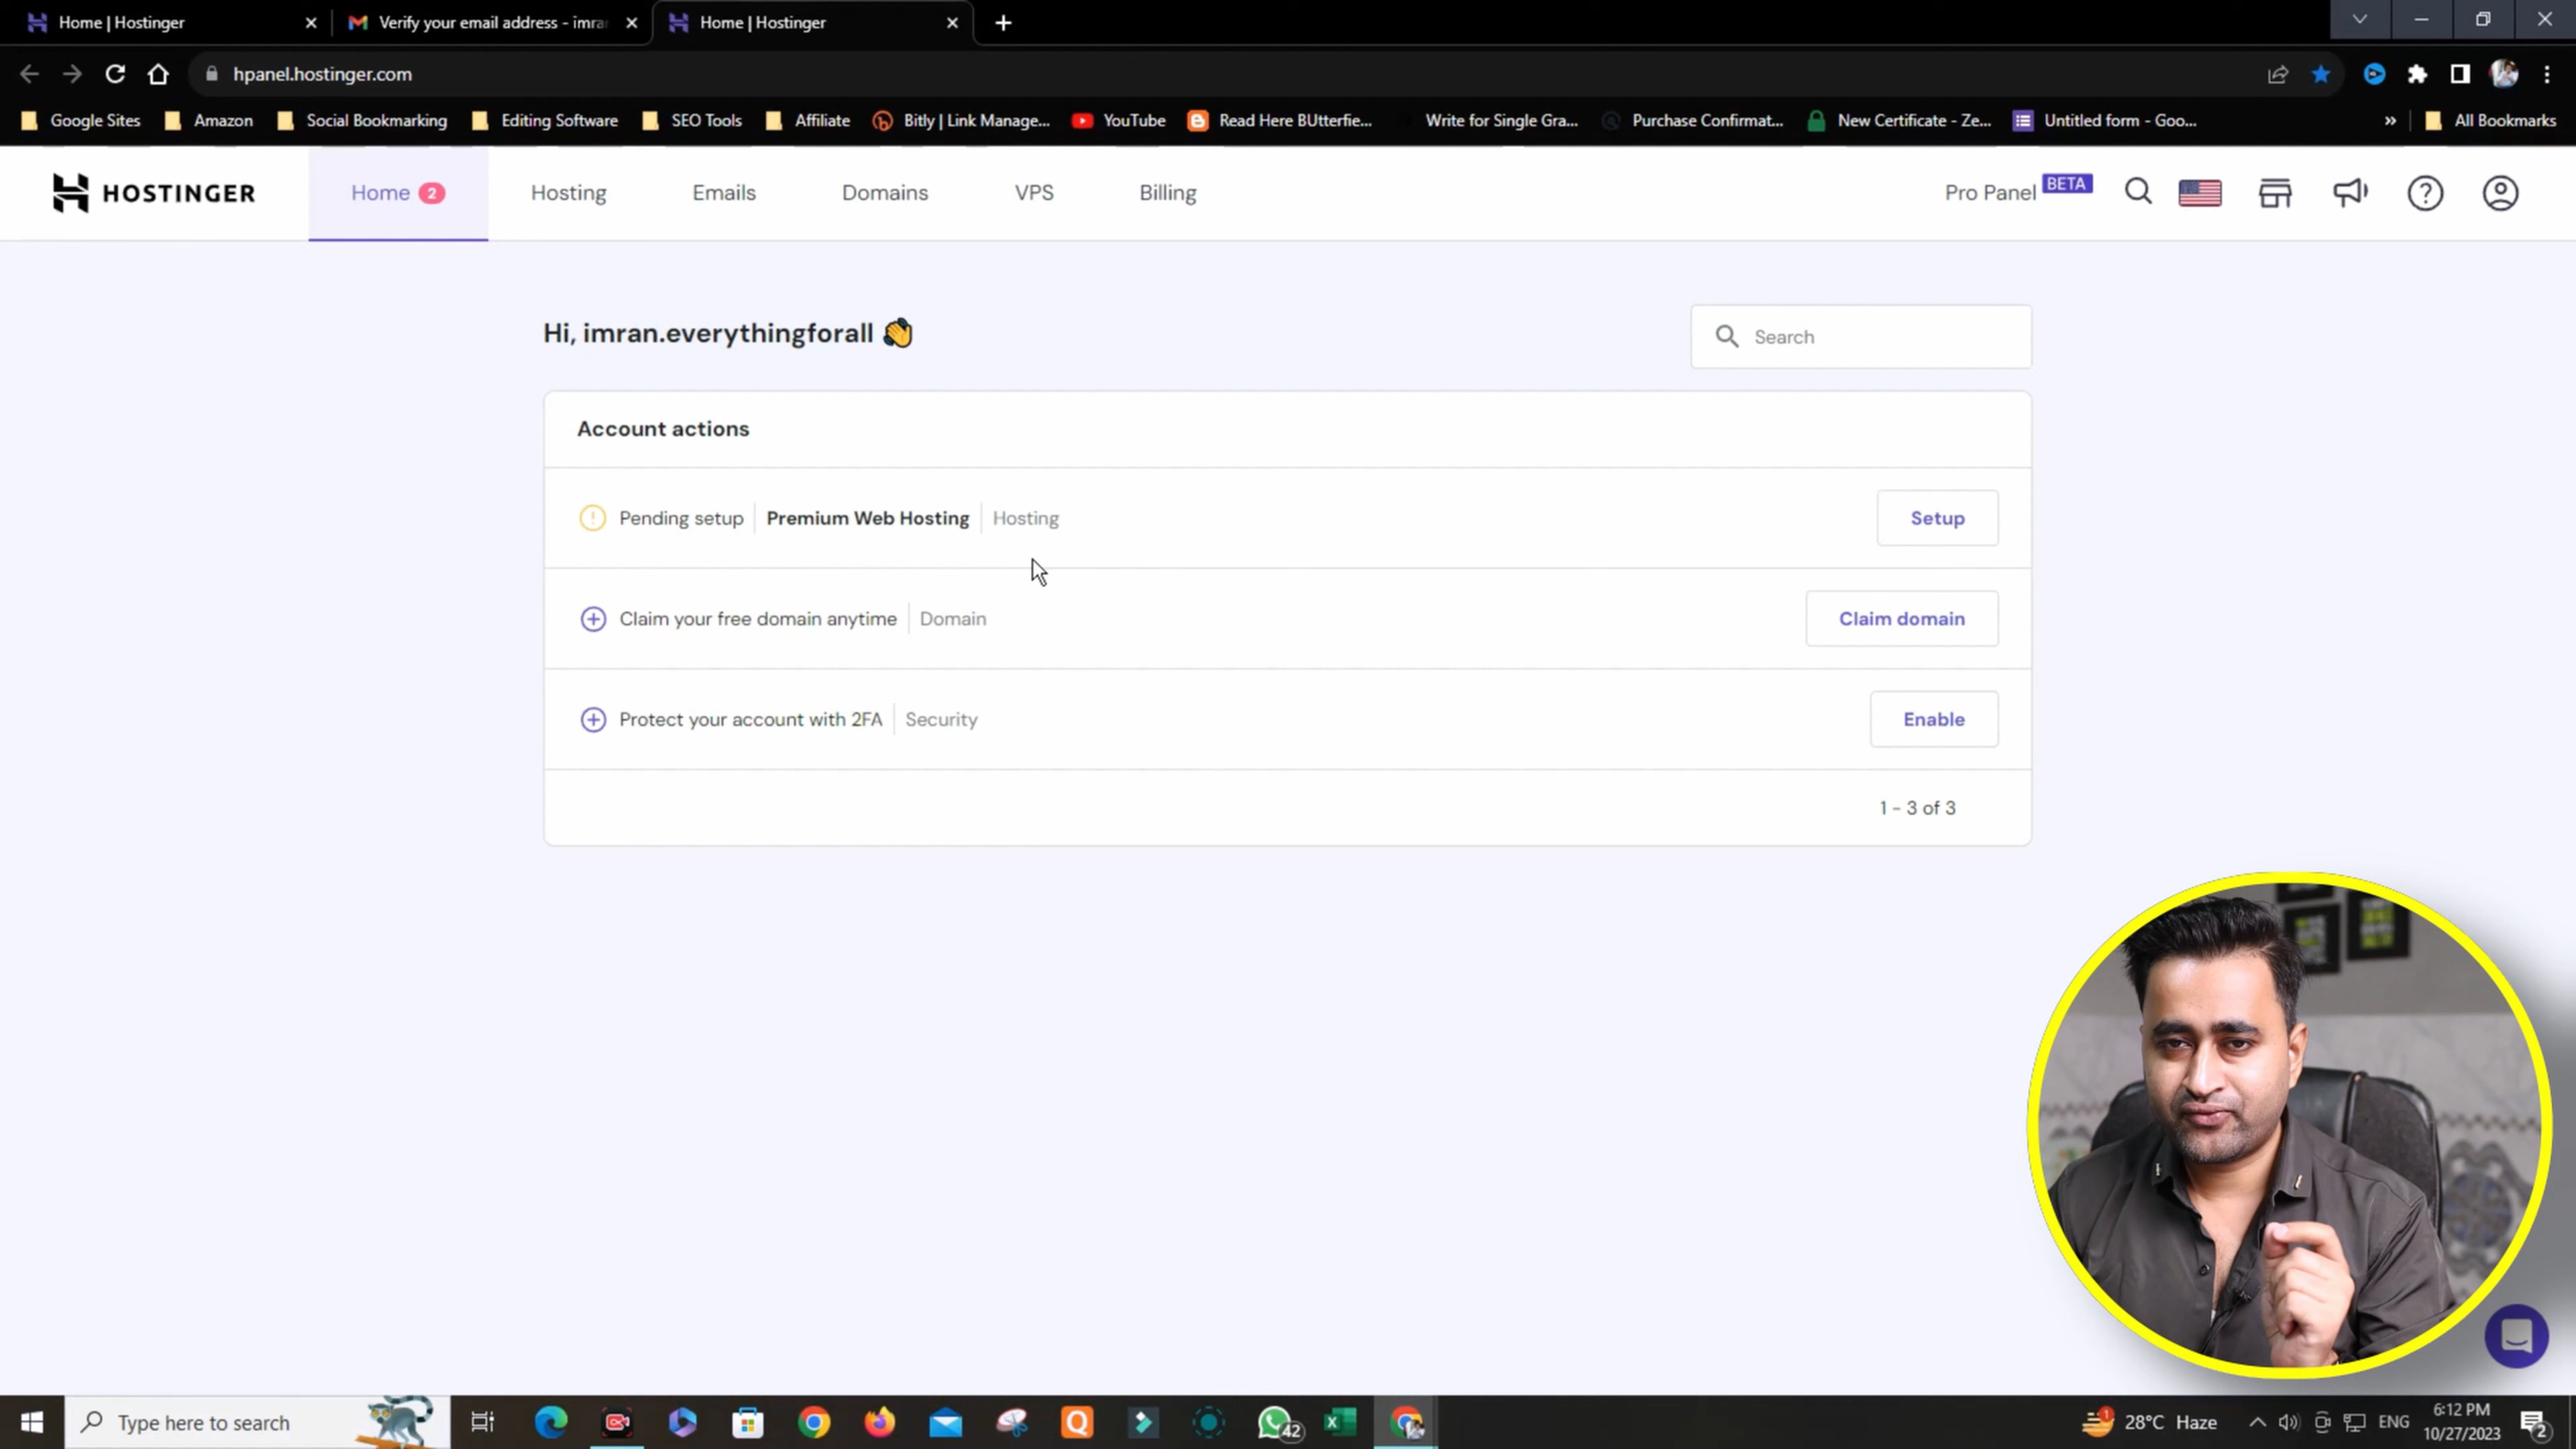 Home | Hostinger
Verify your email address - imra
Home | Hostinger
hpanel.hostinger.com
Google Sites
Amazon
Social Bookmarking
Editing Software
SEO Tools
Affiliate
Bitly | Link Manage...
YouTube
Read Here BUtterfie...
Write for Single Gra...
Purchase Confirmat...
New Certificate - Ze...
Untitled form - Goo...
»
All Bookmarks
HOSTINGER
Home 2
Hosting
Emails
Domains
VPS
Billing
Pro Panel BETA
Hi, imran.everythingforall
Search
Account actions
Pending setup
Premium Web Hosting
Hosting
Setup
Claim your free domain anytime
Domain
Claim domain
Protect your account with 2FA
Security
Enable
1 - 3 of 3
Type here to search
42
1
28°C Haze
ENG
6:12 PM
10/27/2023
2